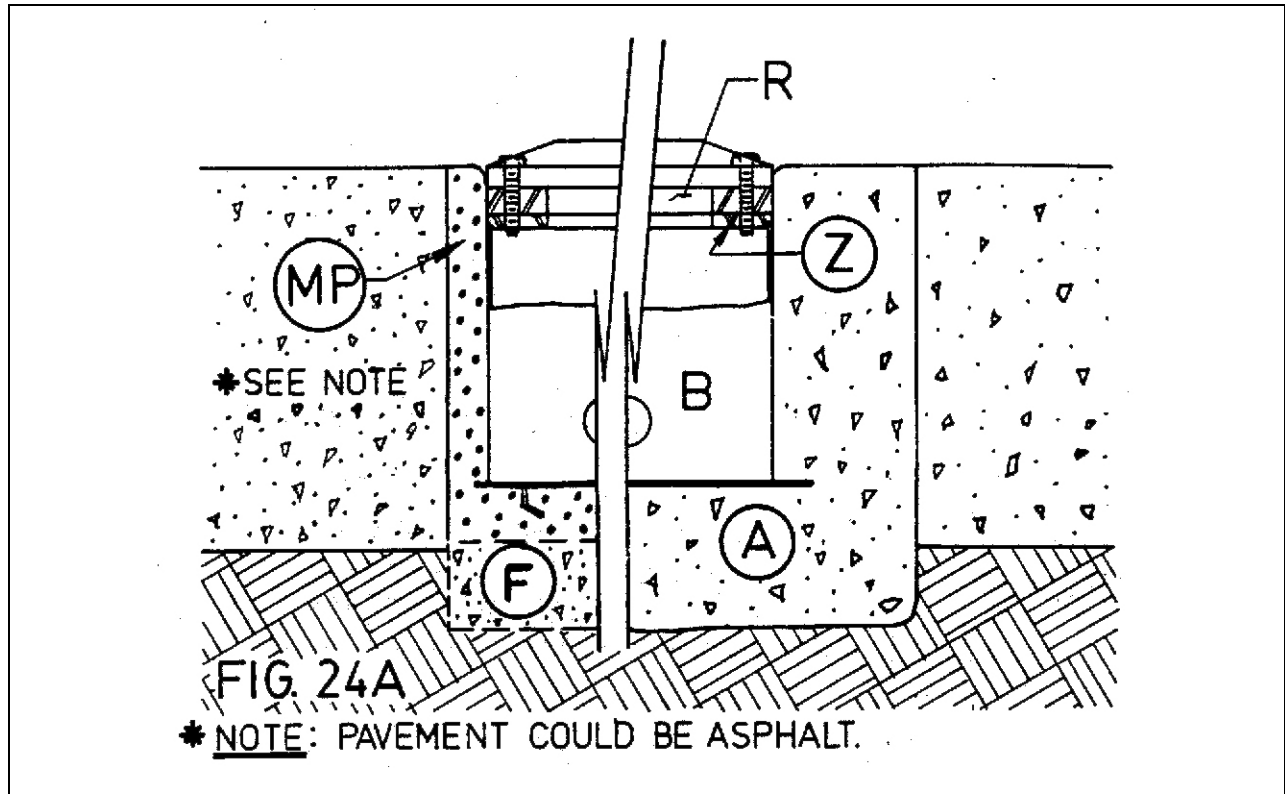 R
MP
Z
*SEE NOTE
B
A
F
FIG. 24A
*NOTE: PAVEMENT COULD BE ASPHALT.